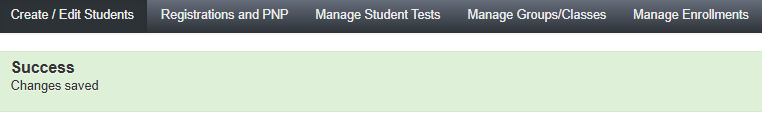 Create / Edit Students Registrations and PNP Manage Student Tests Manage Groups/Classes Manage Enrollments
Success
Changes saved